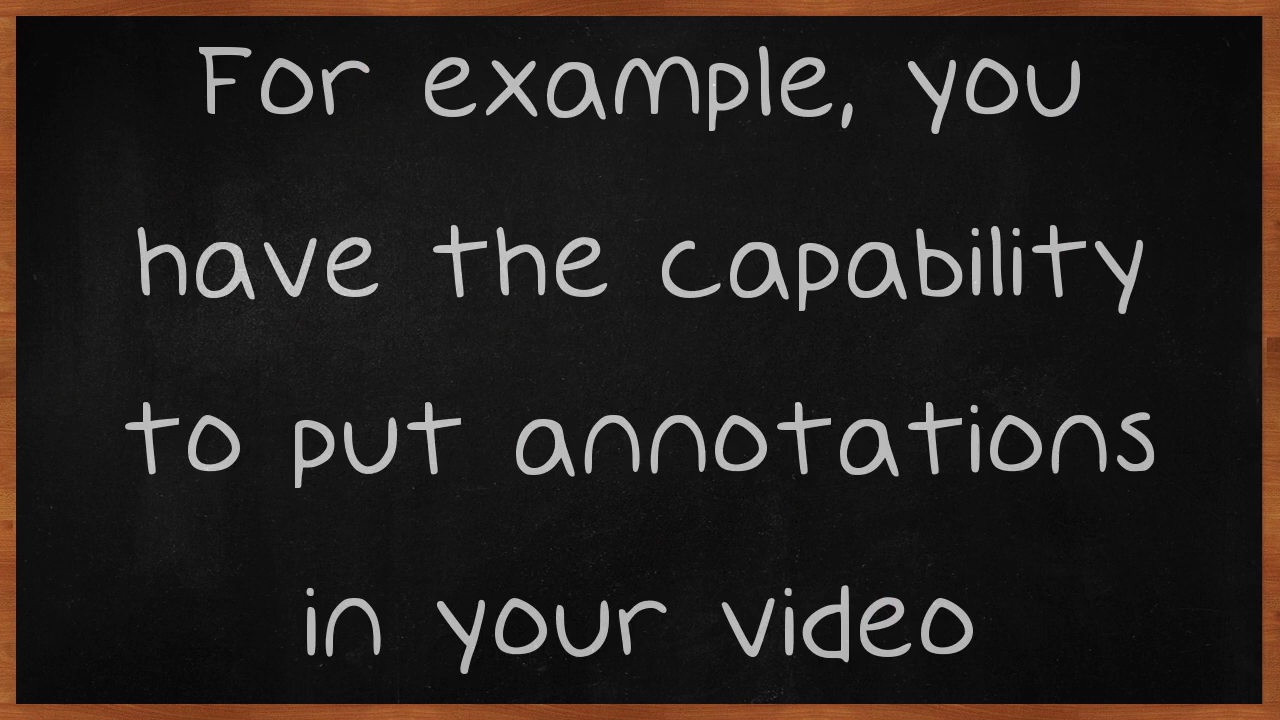 For example, you
have the capability
to put annotations
in your video